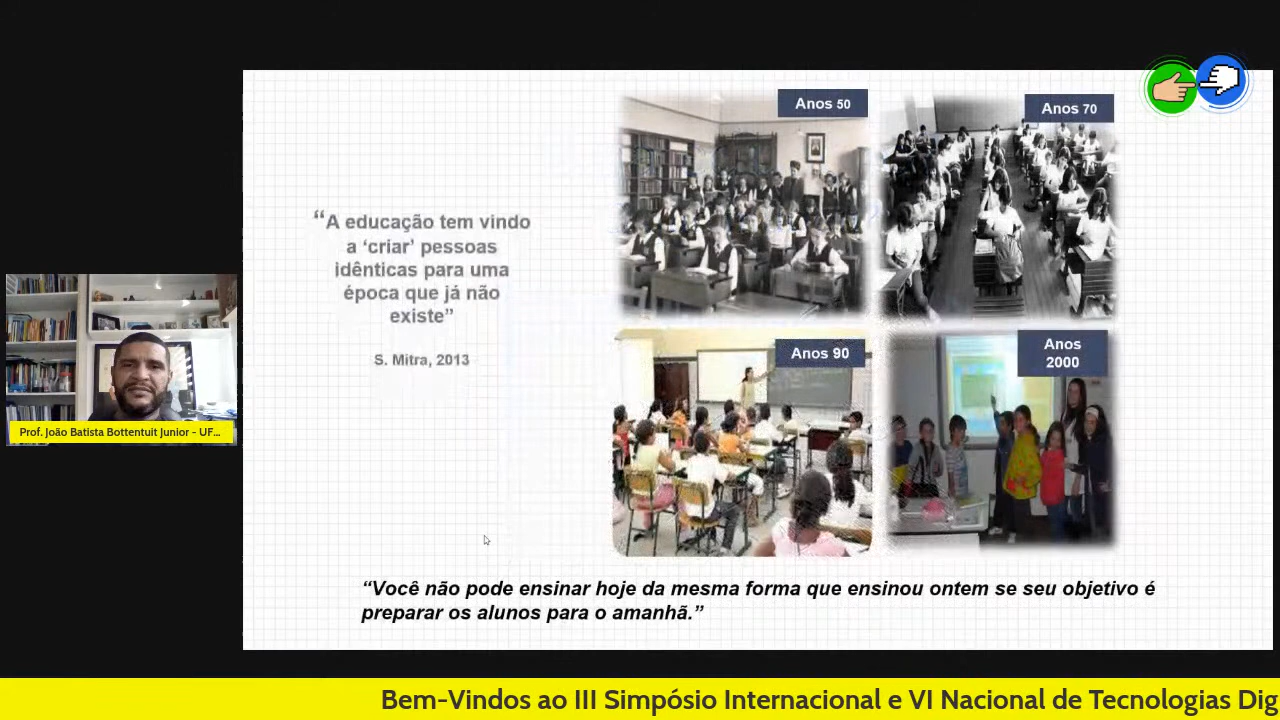 Anos 50
Anos 70
“A educação tem vindo
a ‘criar’ pessoas
idênticas para uma
época que já não
existe”
S. Mitra, 2013
Anos 90
Anos
2000
Prof. João Batista Bottentuit Junior - UF...
“Você não pode ensinar hoje da mesma forma que ensinou ontem se seu objetivo é
preparar os alunos para o amanhã.”
Bem-Vindos ao III Simpósio Internacional e VI Nacional de Tecnologias Dig